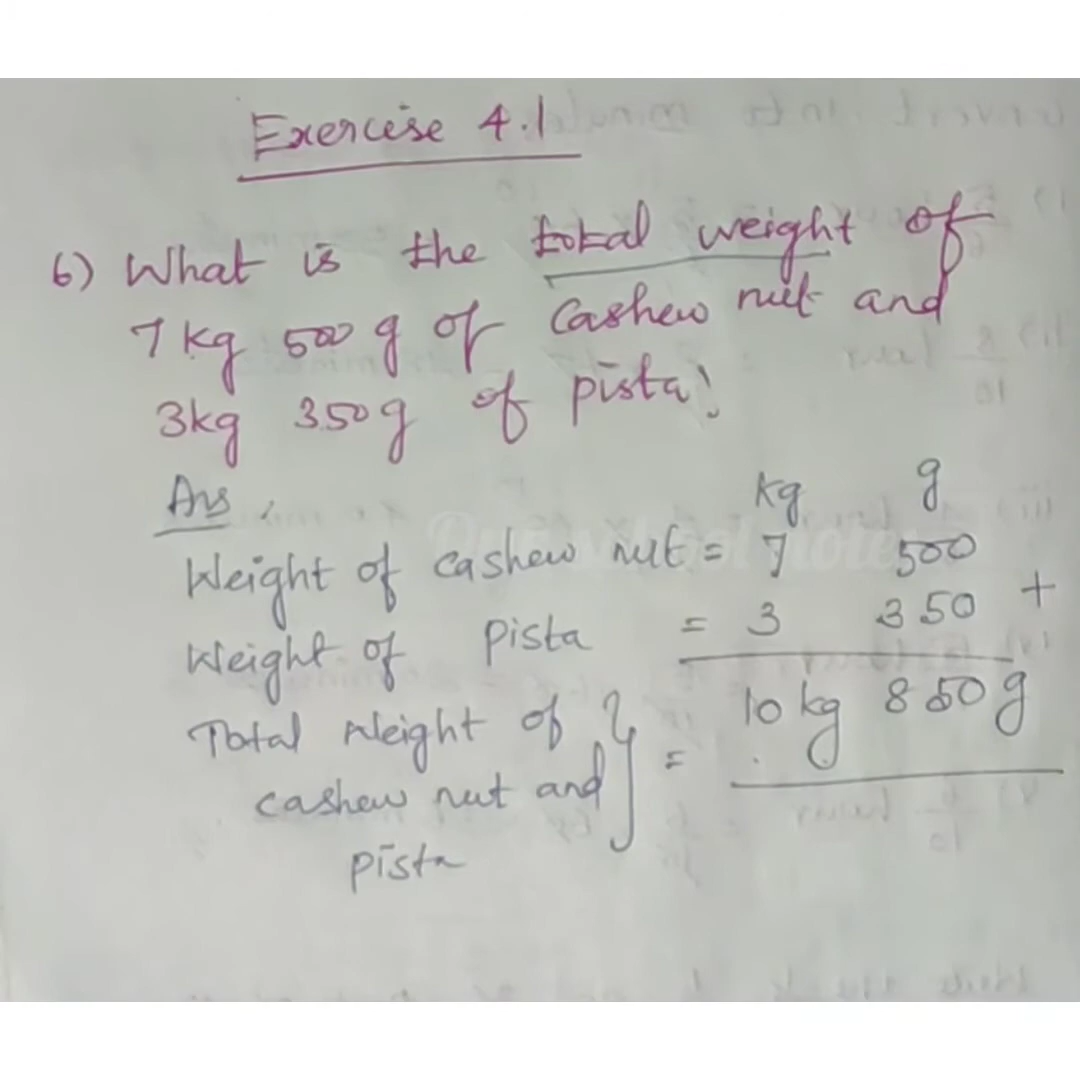 Exercise 4.1
6) What is the total weight of
7 kg 500 g of cashew nut and
3kg 350g of pista?
Ans,
kg g
Weight of cashew nut = 7 500
Weight of pista = 3 350 +
Total Weight of } = 10 kg 850g
cashew nut and
pista